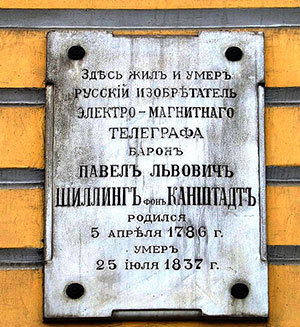 Здѣсь жилъ и умеръ
русскій изобрѣтатель
электро-магнитнаго
телеграфа
баронъ
Павелъ Львовичъ
Шиллингъ фонъ Канштадтъ
родился
5 апрѣля 1786 г.
умеръ
25 іюля 1837 г.